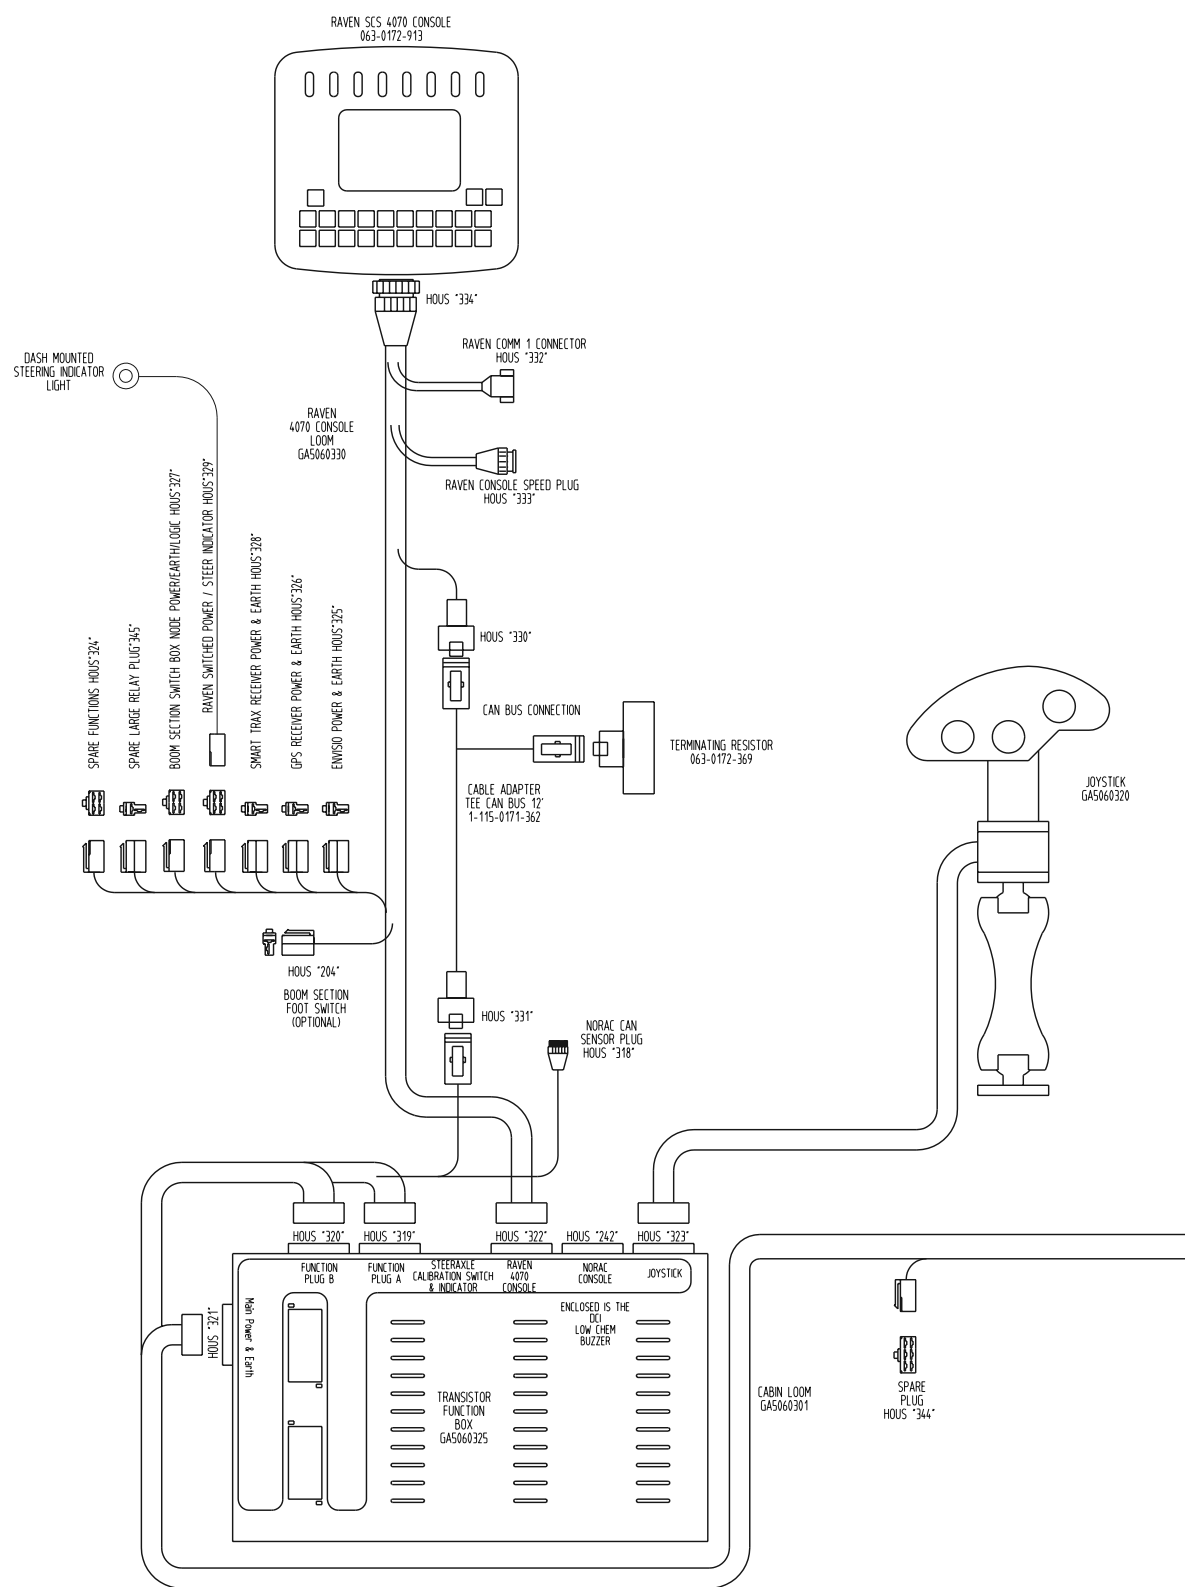 RAVEN SCS 4070 CONSOLE
063-0172-913
HOUS "334"
RAVEN COMM 1 CONNECTOR
HOUS "332"
DASH MOUNTED
STEERING INDICATOR
LIGHT
RAVEN
4070 CONSOLE
LOOM
GA5060330
RAVEN CONSOLE SPEED PLUG
HOUS "333"
SPARE FUNCTIONS HOUS"324"
SPARE LARGE RELAY PLUG"345"
BOOM SECTION SWITCH BOX NODE POWER/EARTH/LOGIC HOUS"327"
RAVEN SWITCHED POWER / STEER INDICATOR HOUS"329"
SMART TRAX RECEIVER POWER & EARTH HOUS"328"
GPS RECEIVER POWER & EARTH HOUS"326"
ENVISIO POWER & EARTH HOUS"325"
HOUS "330"
CAN BUS CONNECTION
TERMINATING RESISTOR
063-0172-369
CABLE ADAPTER
TEE CAN BUS 12'
1-115-0171-362
JOYSTICK
GA5060320
HOUS "204"
BOOM SECTION
FOOT SWITCH
(OPTIONAL)
HOUS "331"
NORAC CAN
SENSOR PLUG
HOUS "318"
HOUS "320"
HOUS "319"
HOUS "322"
HOUS "242"
HOUS "323"
FUNCTION
PLUG B
FUNCTION
PLUG A
STEERAXLE
CALIBRATION SWITCH
& INDICATOR
RAVEN
4070
CONSOLE
NORAC
CONSOLE
JOYSTICK
HOUS "321"
Main Power & Earth
ENCLOSED IS THE
DCI
LOW CHEM
BUZZER
TRANSISTOR
FUNCTION
BOX
GA5060325
CABIN LOOM
GA5060301
SPARE
PLUG
HOUS "344"